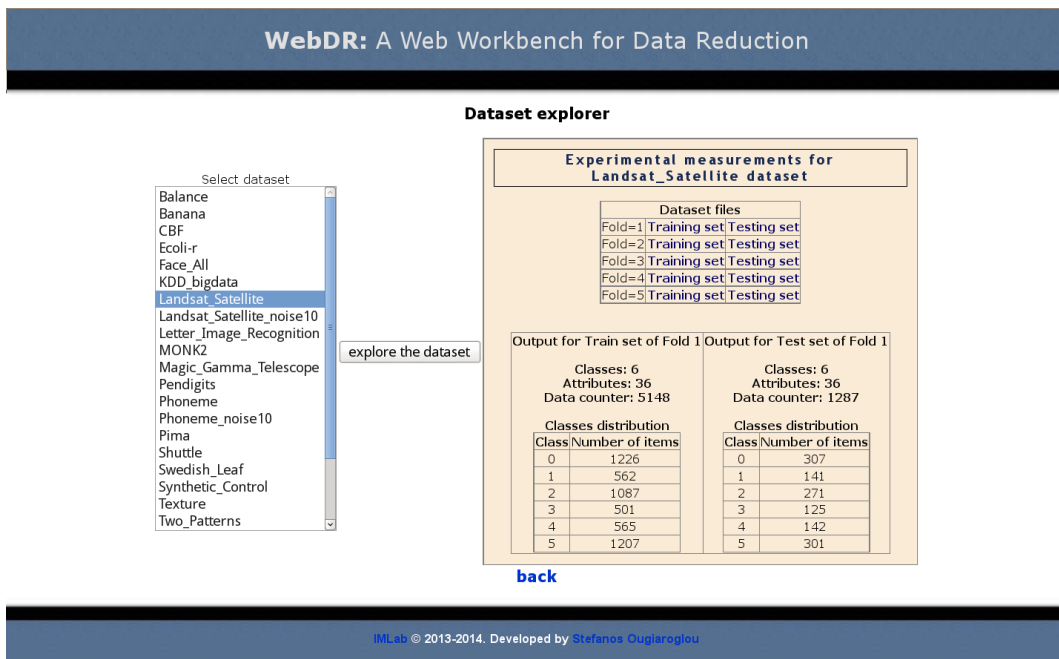 WebDR: A Web Workbench for Data Reduction
Dataset explorer
Select dataset
Balance
Banana
CBF
Ecoli-r
Face_All
KDD_bigdata
Landsat_Satellite
Landsat_Satellite_noise10
Letter_Image_Recognition
MONK2
Magic_Gamma_Telescope
Pendigits
Phoneme
Phoneme_noise10
Pima
Shuttle
Swedish_Leaf
Synthetic_Control
Texture
Two_Patterns
explore the dataset
Experimental measurements for
Landsat_Satellite dataset
Dataset files
Fold=1 Training set Testing set
Fold=2 Training set Testing set
Fold=3 Training set Testing set
Fold=4 Training set Testing set
Fold=5 Training set Testing set
Output for Train set of Fold 1
Classes: 6
Attributes: 36
Data counter: 5148
Classes distribution
Class Number of items
0 1226
1 562
2 1087
3 501
4 565
5 1207
Output for Test set of Fold 1
Classes: 6
Attributes: 36
Data counter: 1287
Classes distribution
Class Number of items
0 307
1 141
2 271
3 125
4 142
5 301
back
IMLab © 2013-2014. Developed by Stefanos Ougiaroglou